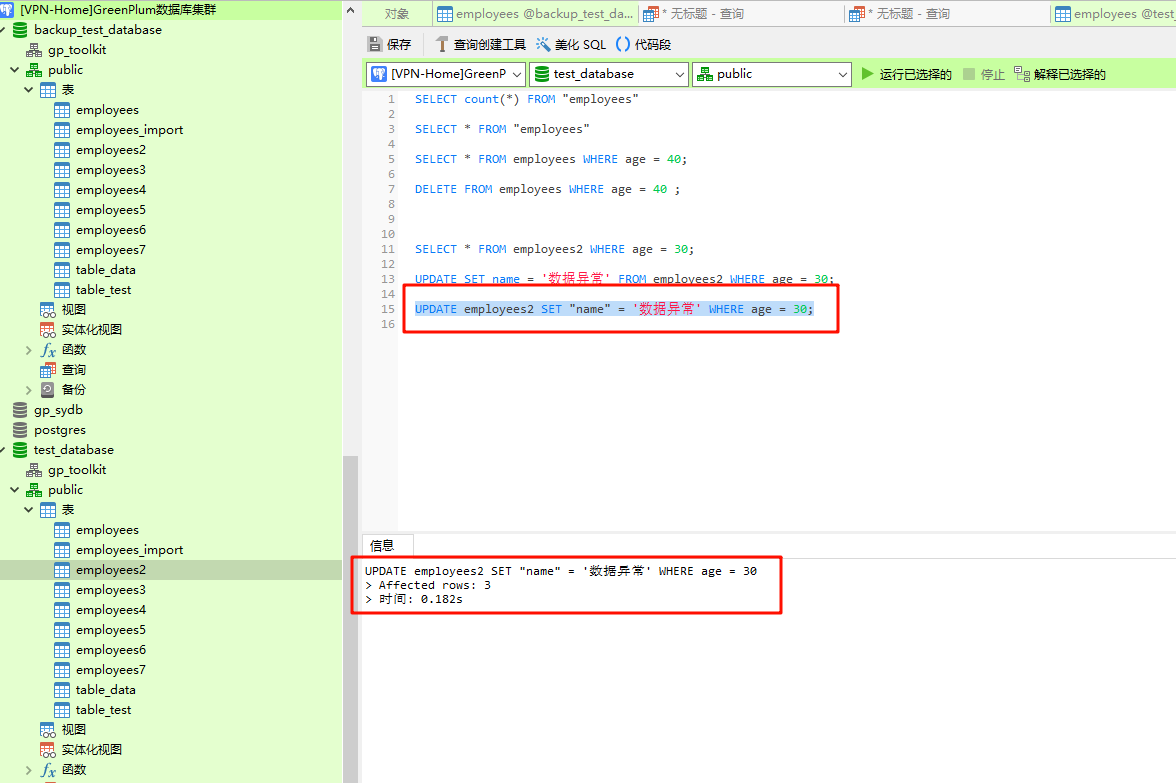 [VPN-Home]GreenPlum数据库集群
backup_test_database
gp_toolkit
public
表
employees
employees_import
employees2
employees3
employees4
employees5
employees6
employees7
table_data
table_test
视图
实体化视图
函数
查询
备份
gp_sydb
postgres
test_database
gp_toolkit
public
表
employees
employees_import
employees2
employees3
employees4
employees5
employees6
employees7
table_data
table_test
视图
实体化视图
函数
对象
employees @backup_test_da...
* 无标题 - 查询
* 无标题 - 查询
employees @test_
保存
查询创建工具
美化 SQL
代码段
[VPN-Home]GreenP
test_database
public
运行已选择的
停止
解释已选择的
1 SELECT count(*) FROM "employees"
2
3 SELECT * FROM "employees"
4
5 SELECT * FROM employees WHERE age = 40;
6
7 DELETE FROM employees WHERE age = 40 ;
8
9
10
11 SELECT * FROM employees2 WHERE age = 30;
12
13 UPDATE SET name = '数据异常' FROM employees2 WHERE age = 30;
14
15 UPDATE employees2 SET "name" = '数据异常' WHERE age = 30;
16
信息
UPDATE employees2 SET "name" = '数据异常' WHERE age = 30
> Affected rows: 3
> 时间: 0.182s